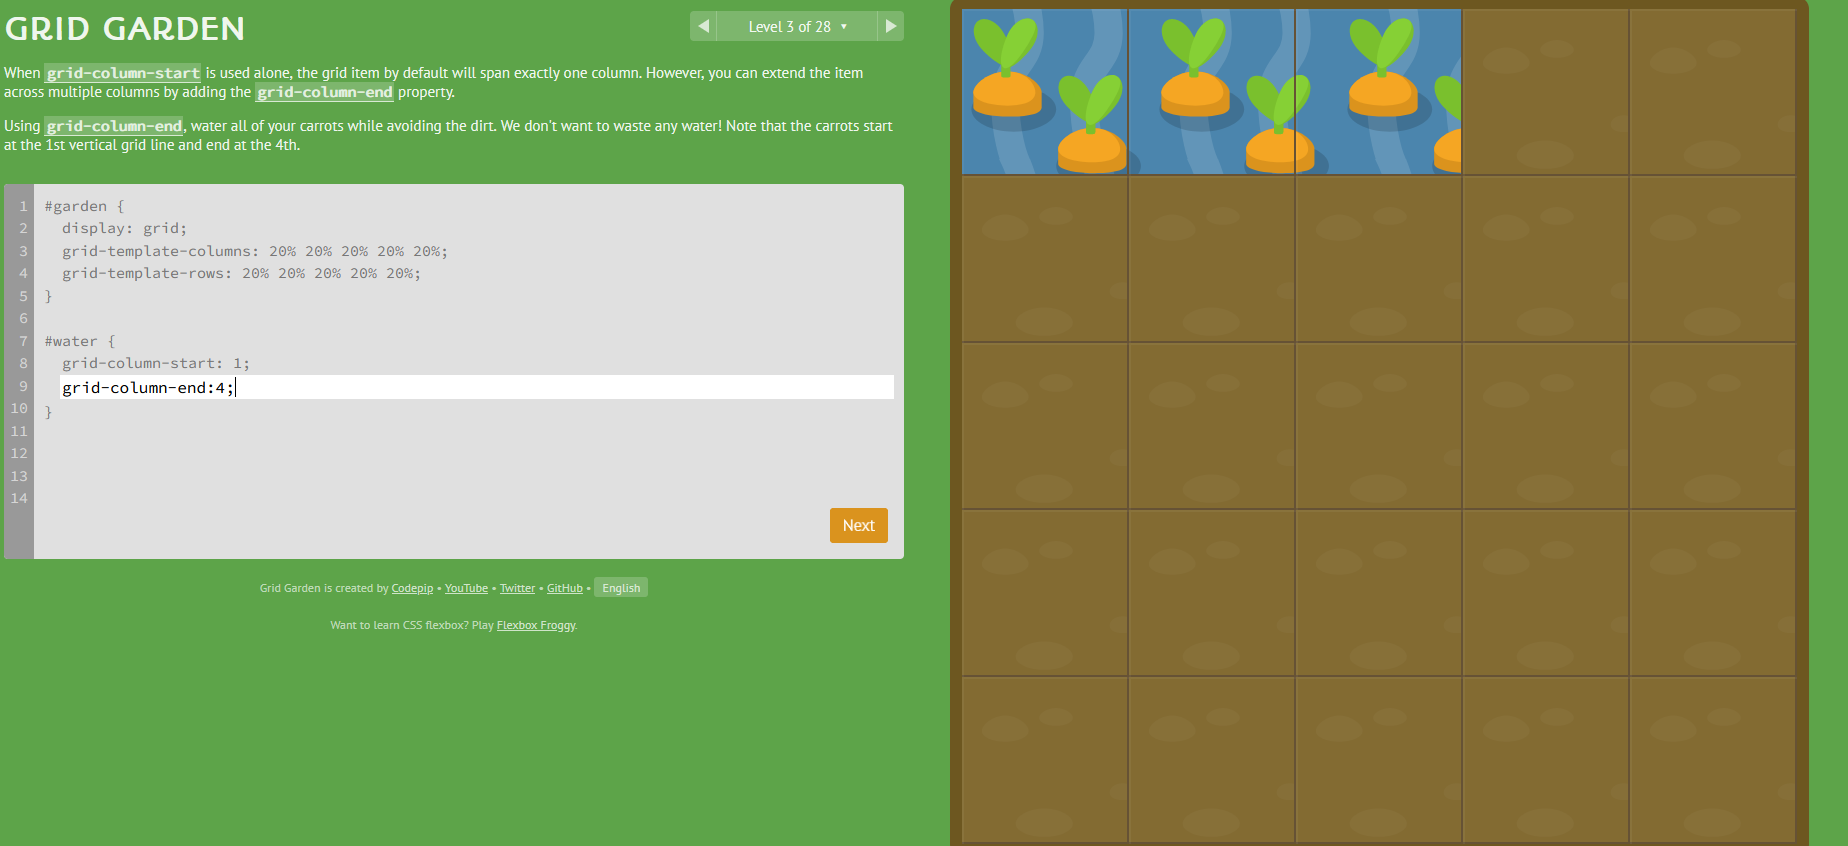 GRID GARDEN
◀ Level 3 of 28 ▼ ▶
When grid-column-start is used alone, the grid item by default will span exactly one column. However, you can extend the item
across multiple columns by adding the grid-column-end property.
Using grid-column-end, water all of your carrots while avoiding the dirt. We don't want to waste any water! Note that the carrots start
at the 1st vertical grid line and end at the 4th.
1 #garden {
2 display: grid;
3 grid-template-columns: 20% 20% 20% 20% 20%;
4 grid-template-rows: 20% 20% 20% 20% 20%;
5 }
6
7 #water {
8 grid-column-start: 1;
9 grid-column-end:4;
10 }
11
12
13
14
Next
Grid Garden is created by Codepip • YouTube • Twitter • GitHub • English
Want to learn CSS flexbox? Play Flexbox Froggy.